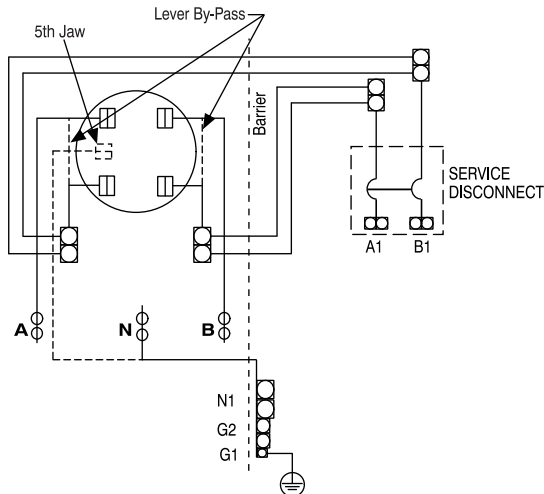 Lever By-Pass
5th Jaw
Barrier
SERVICE
DISCONNECT
A1
B1
A
N
B
N1
G2
G1